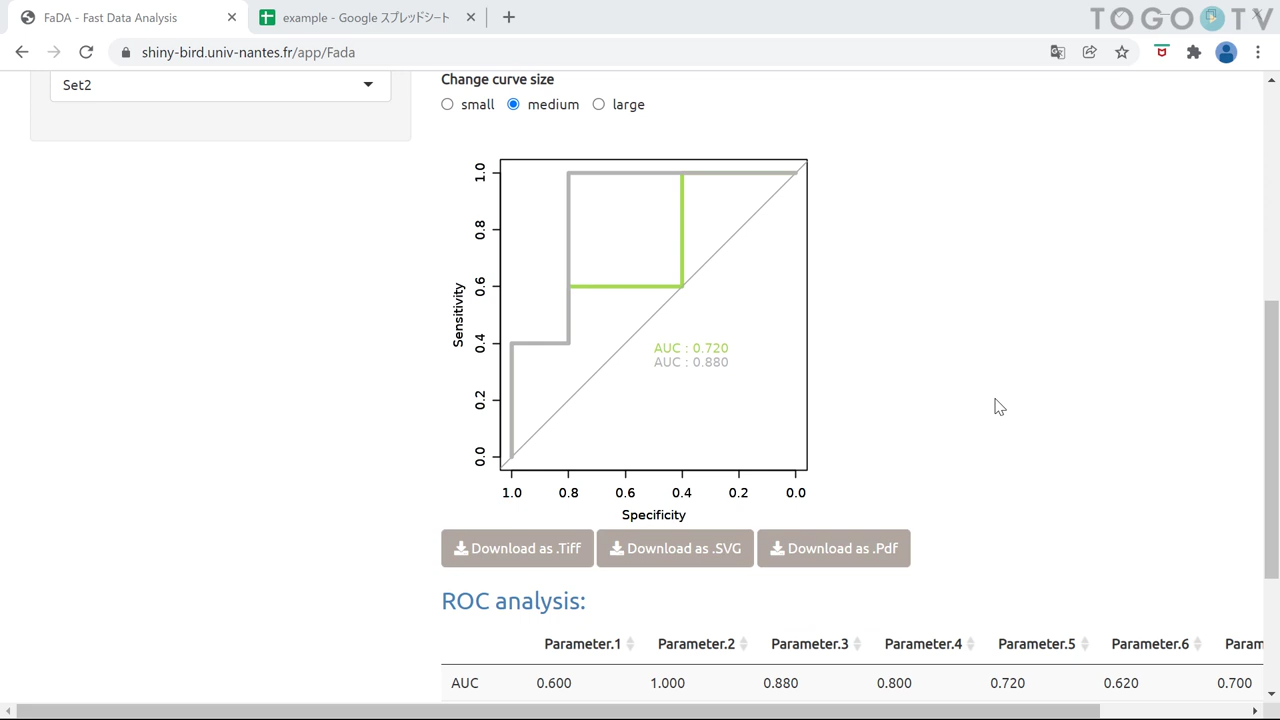 FaDA - Fast Data Analysis
example - Google スプレッドシート
TOGO TV
shiny-bird.univ-nantes.fr/app/Fada
Set2
Change curve size
small medium large
1.0
0.8
0.6
0.4
0.2
0.0
Sensitivity
AUC : 0.720
AUC : 0.880
1.0 0.8 0.6 0.4 0.2 0.0
Specificity
Download as .Tiff Download as .SVG Download as .Pdf
ROC analysis:
Parameter.1 Parameter.2 Parameter.3 Parameter.4 Parameter.5 Parameter.6 Param
AUC 0.600 1.000 0.880 0.800 0.720 0.620 0.700